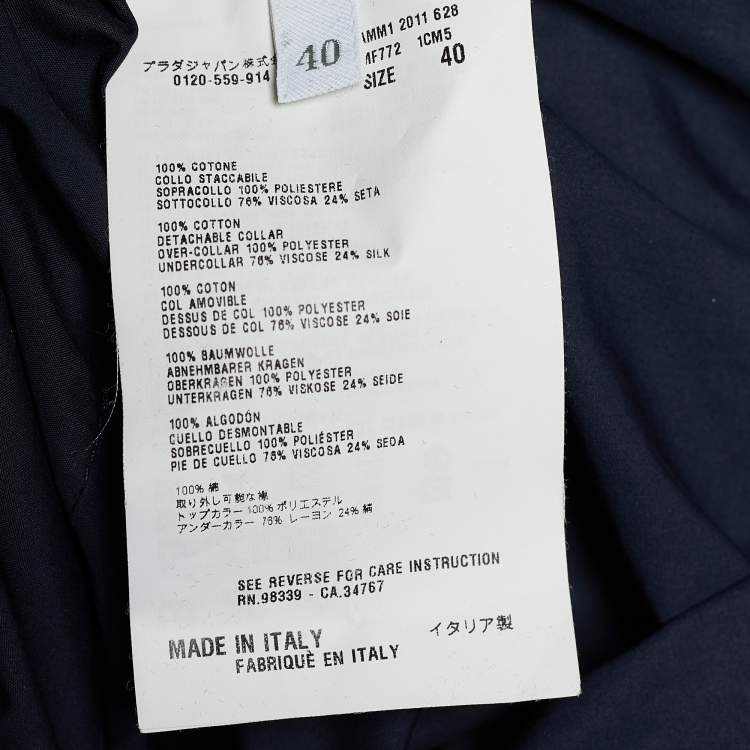 40
プラダジャパン株式
0120-559-914
MM1 2011 628
MF772 1CM5
SIZE 40
100% COTONE
COLLO STACCABILE
SOPRACOLLO 100% POLIESTERE
SOTTOCOLLO 76% VISCOSA 24% SETA
100% COTTON
DETACHABLE COLLAR
OVER-COLLAR 100% POLYESTER
UNDERCOLLAR 76% VISCOSE 24% SILK
100% COTON
COL AMOVIBLE
DESSUS DE COL 100% POLYESTER
DESSOUS DE COL 76% VISCOSE 24% SOIE
100% BAUMWOLLE
ABNEHMBARER KRAGEN
OBERKRAGEN 100% POLYESTER
UNTERKRAGEN 76% VISKOSE 24% SEIDE
100% ALGODÓN
CUELLO DESMONTABLE
SOBRECUELLO 100% POLIÉSTER
PIE DE CUELLO 76% VISCOSA 24% SEDA
100% 綿
取り外し可能な襟
トップカラー 100% ポリエステル
アンダーカラー 76% レーヨン 24% 絹
SEE REVERSE FOR CARE INSTRUCTION
RN.98339 - CA.34767
MADE IN ITALY イタリア製
FABRIQUÈ EN ITALY